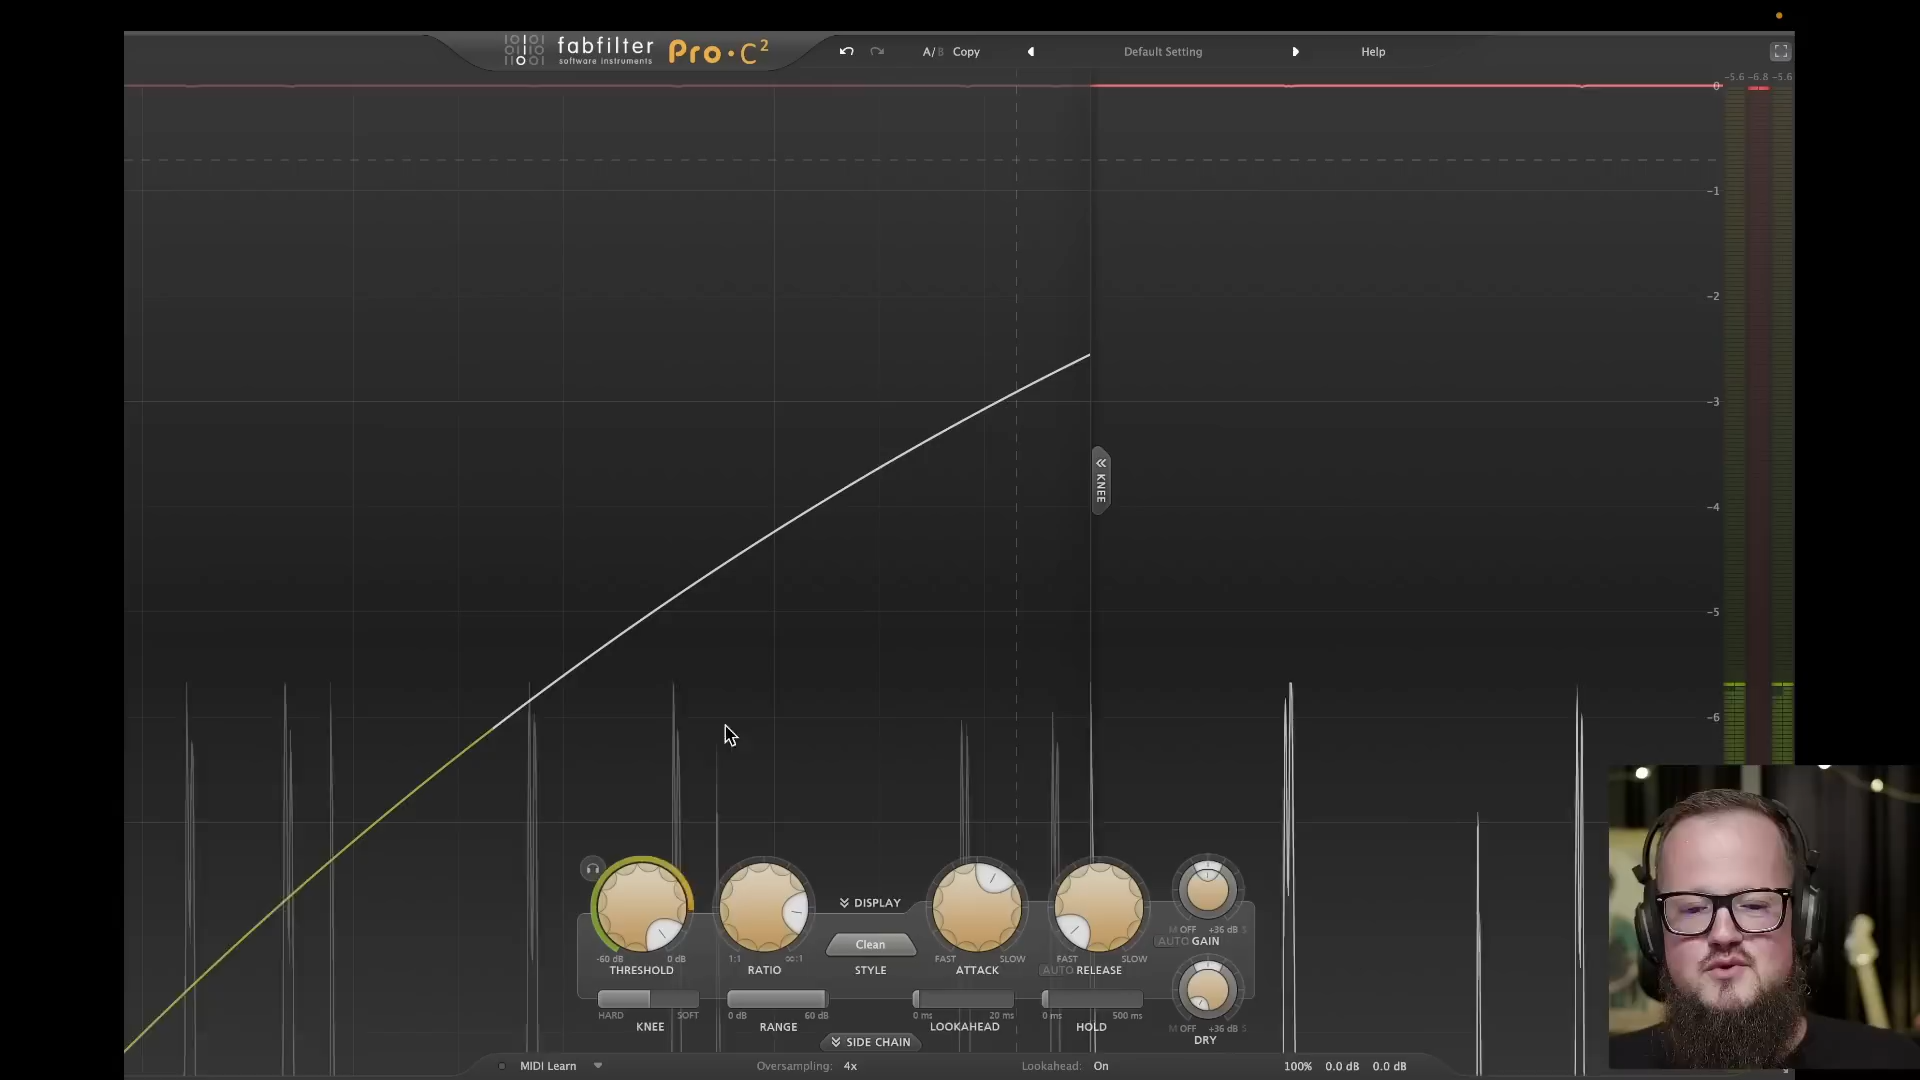 fabfilter
software instruments
Pro·C²
A/B Copy
Default Setting
Help
-5.6 -6.8 -5.6
0
-1
-2
-3
-4
-5
-6
KNEE
DISPLAY
Clean
STYLE
-60 dB 0 dB
THRESHOLD
1:1 ∞:1
RATIO
FAST SLOW
ATTACK
FAST SLOW
AUTO RELEASE
M OFF +36 dB S
AUTO GAIN
HARD SOFT
KNEE
0 dB 60 dB
RANGE
0 ms 20 ms
LOOKAHEAD
0 ms 500 ms
HOLD
M OFF +36 dB S
DRY
SIDE CHAIN
MIDI Learn
Oversampling: 4x
Lookahead: On
100% 0.0 dB 0.0 dB